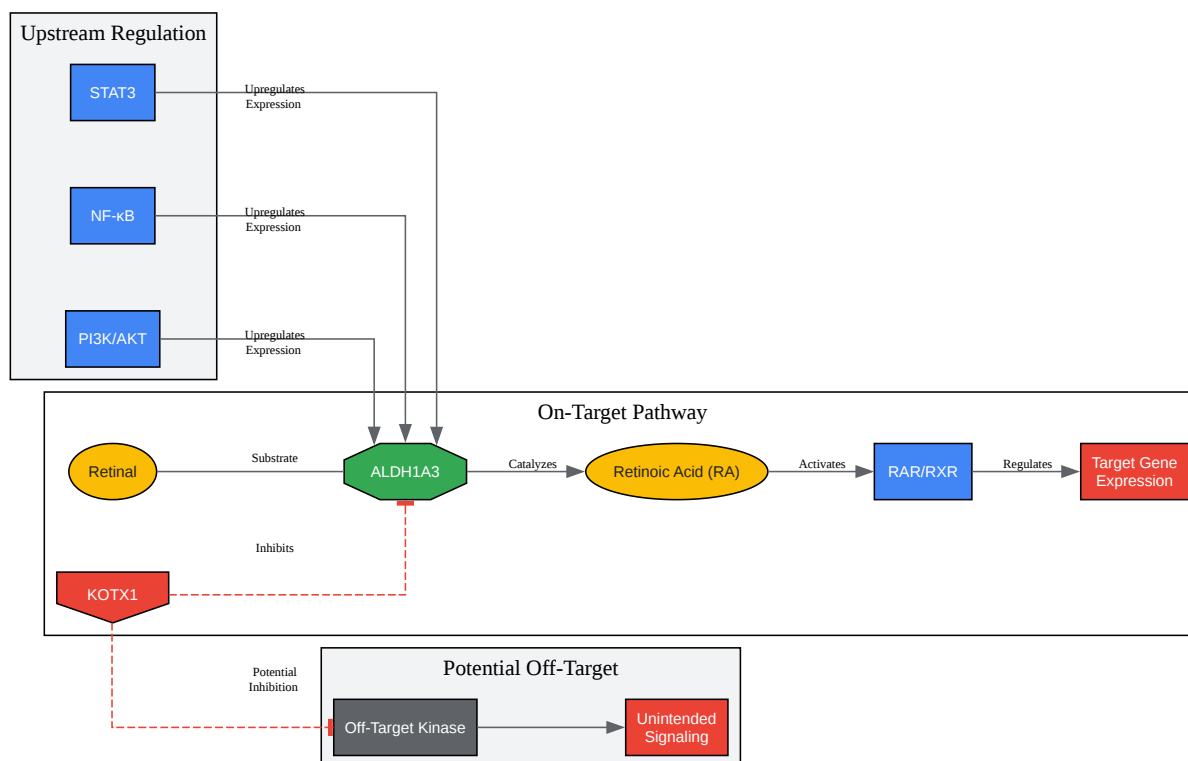 Upstream Regulation
STAT3
Upregulates
Expression
NF-κB
Upregulates
Expression
PI3K/AKT
Upregulates
Expression
On-Target Pathway
Retinal
Substrate
ALDH1A3
Catalyzes
Retinoic Acid (RA)
Activates
RAR/RXR
Regulates
Target Gene
Expression
Inhibits
KOTX1
Potential
Inhibition
Potential Off-Target
Off-Target Kinase
Unintended
Signaling